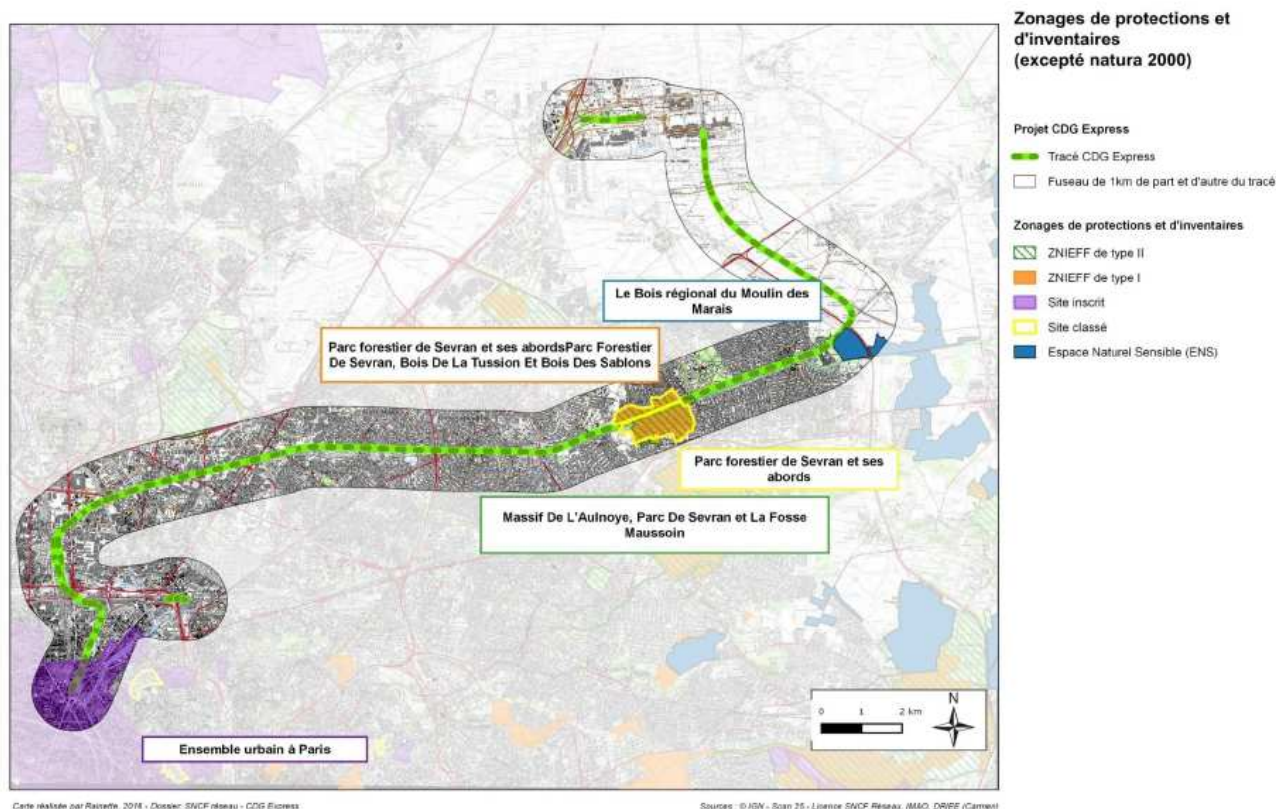 Zonages de protections et
d'inventaires
(excepté natura 2000)
Projet CDG Express
Tracé CDG Express
Fuseau de 1km de part et d'autre du tracé
Zonages de protections et d'inventaires
ZNIEFF de type II
ZNIEFF de type I
Site inscrit
Site classé
Espace Naturel Sensible (ENS)
Le Bois régional du Moulin des
Marais
Parc forestier de Sevran et ses abordsParc Forestier
De Sevran, Bois De La Tussion Et Bois Des Sablons
Parc forestier de Sevran et ses
abords
Massif De L'Aulnoye, Parc De Sevran et La Fosse
Maussoin
Ensemble urbain à Paris
0 1 2 km
N
Carte réalisée par Rainette, 2016 - Dossier: SNCF réseau - CDG Express
Sources : © IGN - Scan 25 - Licence SNCF Réseau, IMAO, DRIEE (Carmen)